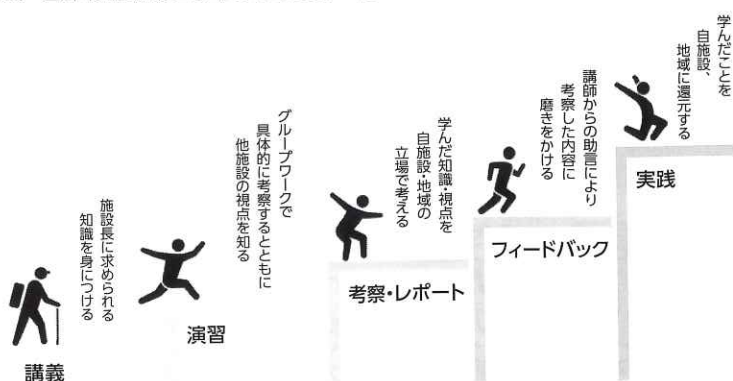 施設長に求められる
知識を身につける
講義
グループワークで
具体的に考察するとともに
他施設の視点を知る
演習
学んだ知識・視点を
自施設・地域の
立場で考える
考察・レポート
講師からの助言により
考察した内容に
磨きをかける
フィードバック
学んだことを
自施設、
地域に還元する
実践